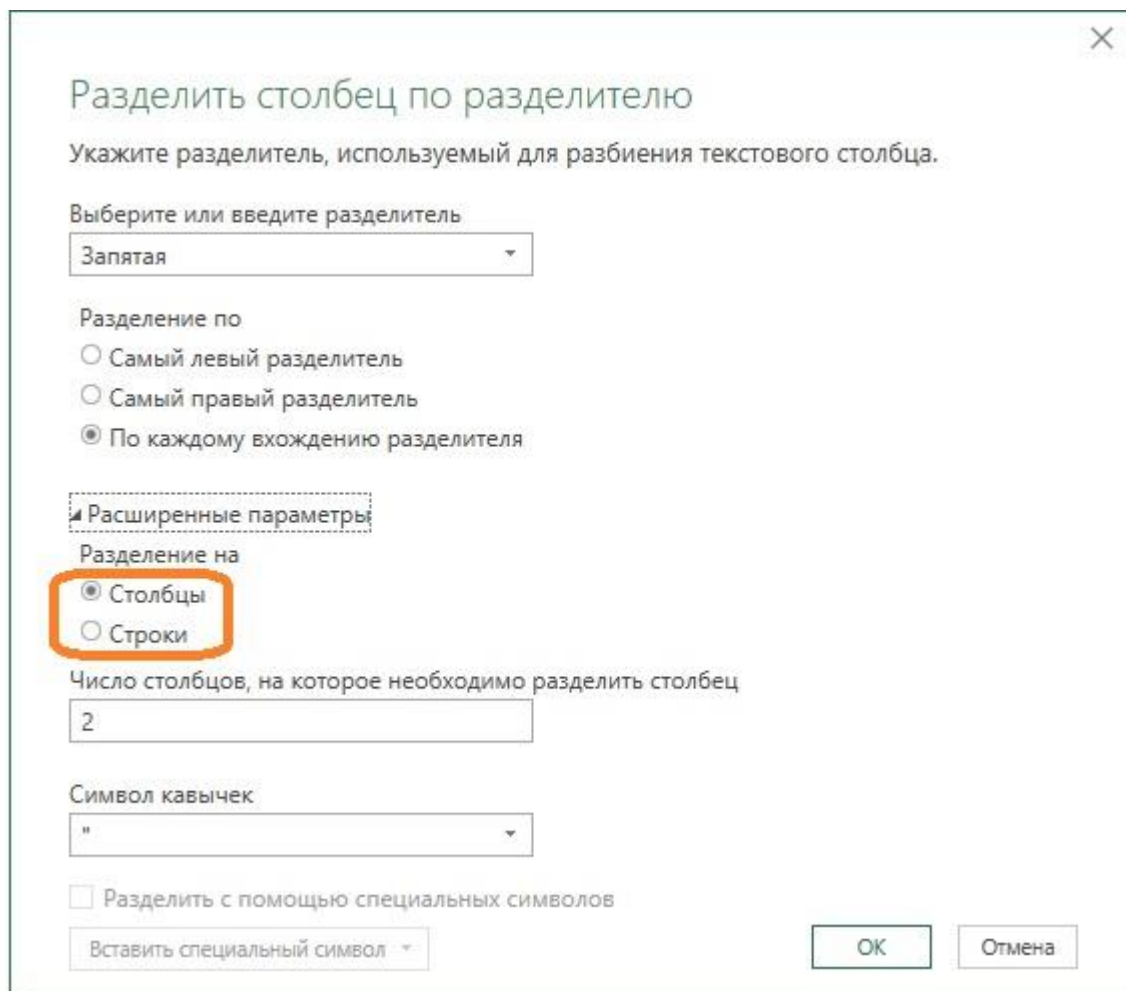 Разделить столбец по разделителю
Укажите разделитель, используемый для разбиения текстового столбца.
Выберите или введите разделитель
Запятая
Разделение по
Самый левый разделитель
Самый правый разделитель
По каждому вхождению разделителя
Расширенные параметры
Разделение на
Столбцы
Строки
Число столбцов, на которое необходимо разделить столбец
2
Символ кавычек
"
Разделить с помощью специальных символов
Вставить специальный символ
ОК
Отмена